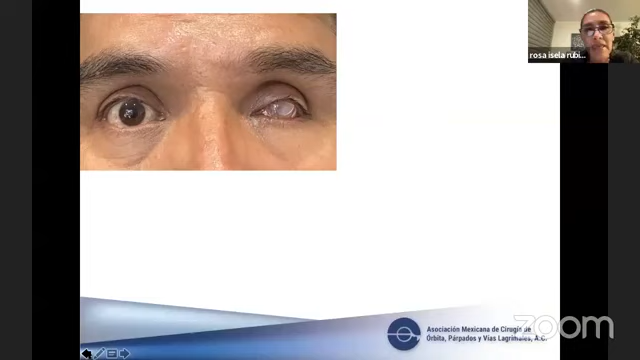 rosa isela rubi...
Asociación Mexicana de Cirugía de
Órbita, Párpados y Vías Lagrimales, A.C.
zoom